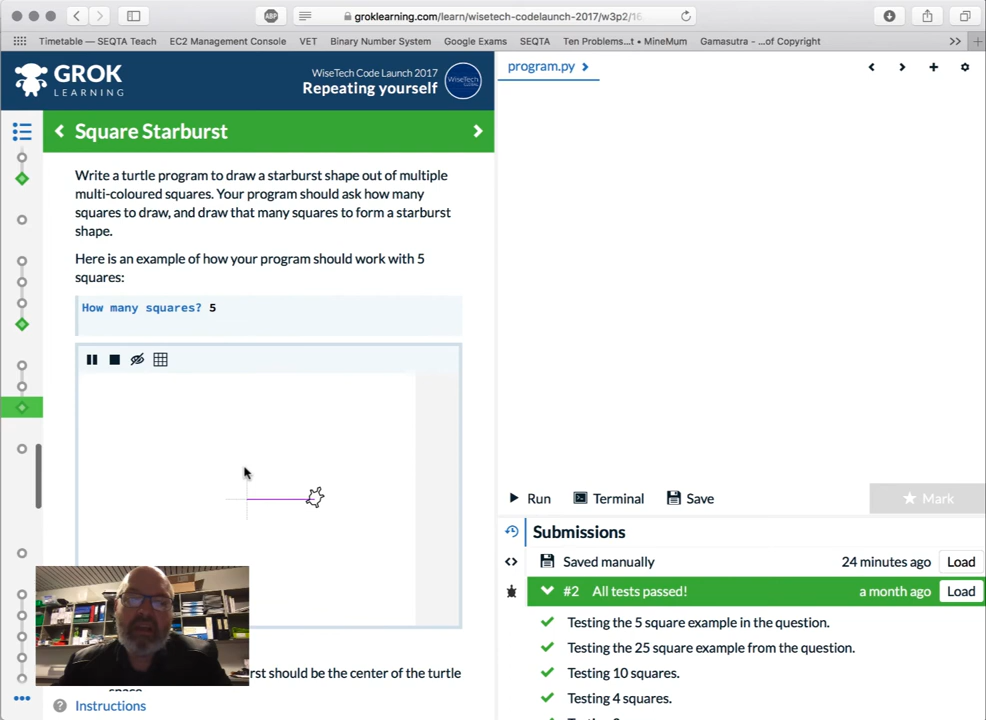 groklearning.com/learn/wisetech-codelaunch-2017/w3p2/16
ABP
Timetable — SEQTA Teach
EC2 Management Console
VET
Binary Number System
Google Exams
SEQTA
Ten Problems...t • MineMum
Gamasutra - ...of Copyright
GROK
LEARNING
WiseTech Code Launch 2017
Repeating yourself
WiseTech
program.py
Square Starburst
Write a turtle program to draw a starburst shape out of multiple
multi-coloured squares. Your program should ask how many
squares to draw, and draw that many squares to form a starburst
shape.
Here is an example of how your program should work with 5
squares:
How many squares? 5
rst should be the center of the turtle
space.
Instructions
Run
Terminal
Save
Mark
Submissions
Saved manually
24 minutes ago
Load
#2 All tests passed!
a month ago
Load
Testing the 5 square example in the question.
Testing the 25 square example from the question.
Testing 10 squares.
Testing 4 squares.